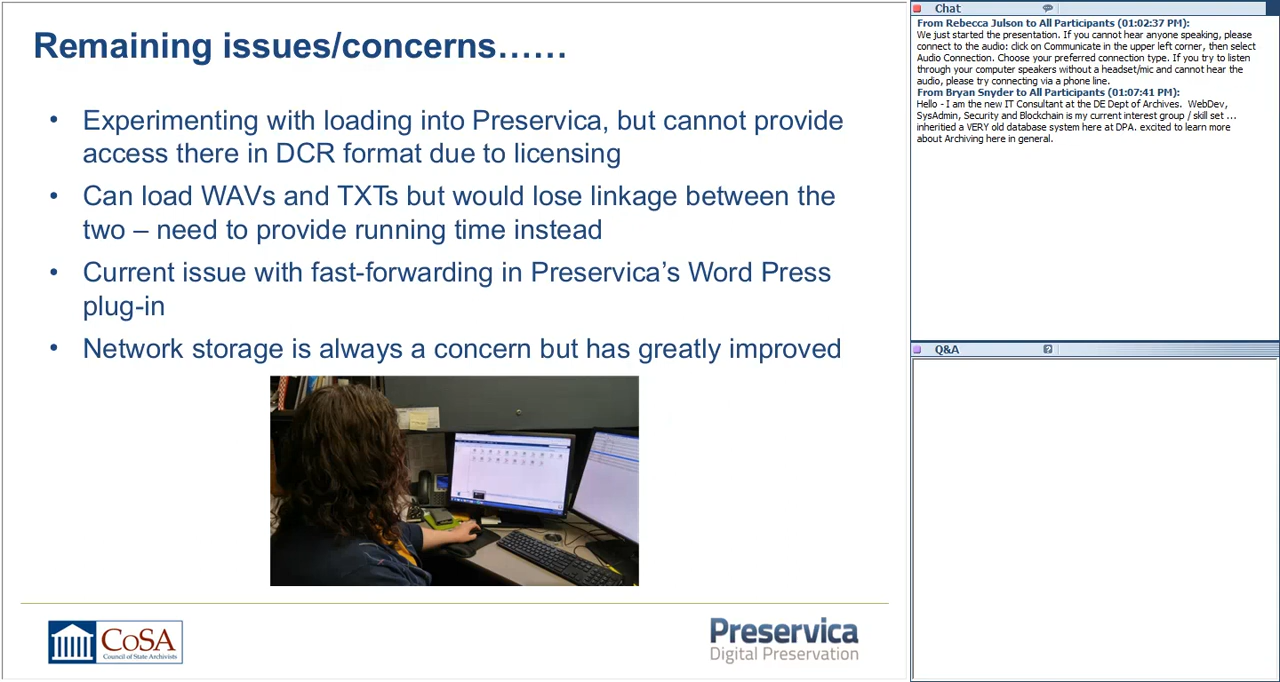 Remaining issues/concerns……
• Experimenting with loading into Preservica, but cannot provide
access there in DCR format due to licensing
• Can load WAVs and TXTs but would lose linkage between the
two – need to provide running time instead
• Current issue with fast-forwarding in Preservica’s Word Press
plug-in
• Network storage is always a concern but has greatly improved
CoSA
Council of State Archivists
Preservica
Digital Preservation
Chat
From Rebecca Julson to All Participants (01:02:37 PM):
We just started the presentation. If you cannot hear anyone speaking, please
connect to the audio: click on Communicate in the upper left corner, then select
Audio Connection. Choose your preferred connection type. If you try to listen
through your computer speakers without a headset/mic and cannot hear the
audio, please try connecting via a phone line.
From Bryan Snyder to All Participants (01:07:41 PM):
Hello - I am the new IT Consultant at the DE Dept of Archives.  WebDev,
SysAdmin, Security and Blockchain is my current interest group / skill set ...
inheritied a VERY old database system here at DPA. excited to learn more
about Archiving here in general.
Q&A